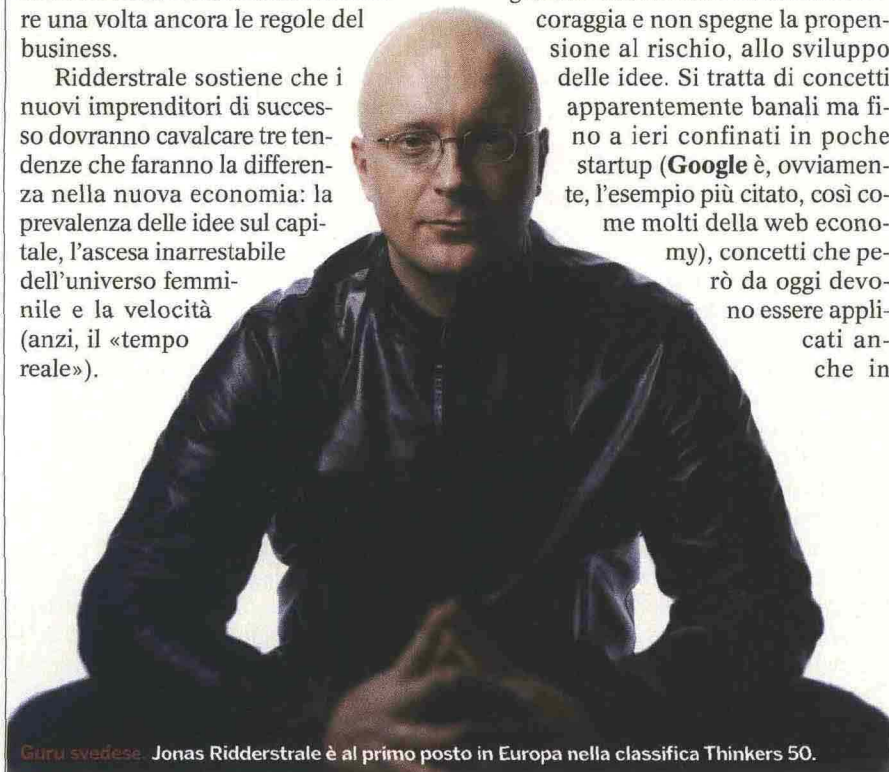 re una volta ancora le regole del
business.
Ridderstrale sostiene che i
nuovi imprenditori di succes-
so dovranno cavalcare tre ten-
denze che faranno la differen-
za nella nuova economia: la
prevalenza delle idee sul capi-
tale, l'ascesa inarrestabile
dell'universo femmi-
nile e la velocità
(anzi, il «tempo
reale»).
coraggia e non spegne la propen-
sione al rischio, allo sviluppo
delle idee. Si tratta di concetti
apparentemente banali ma fi-
no a ieri confinati in poche
startup (Google è, ovviamen-
te, l'esempio più citato, così co-
me molti della web econo-
my), concetti che pe-
rò da oggi devo-
no essere appli-
cati an-
che in
Guru svedese. Jonas Ridderstrale è al primo posto in Europa nella classifica Thinkers 50.